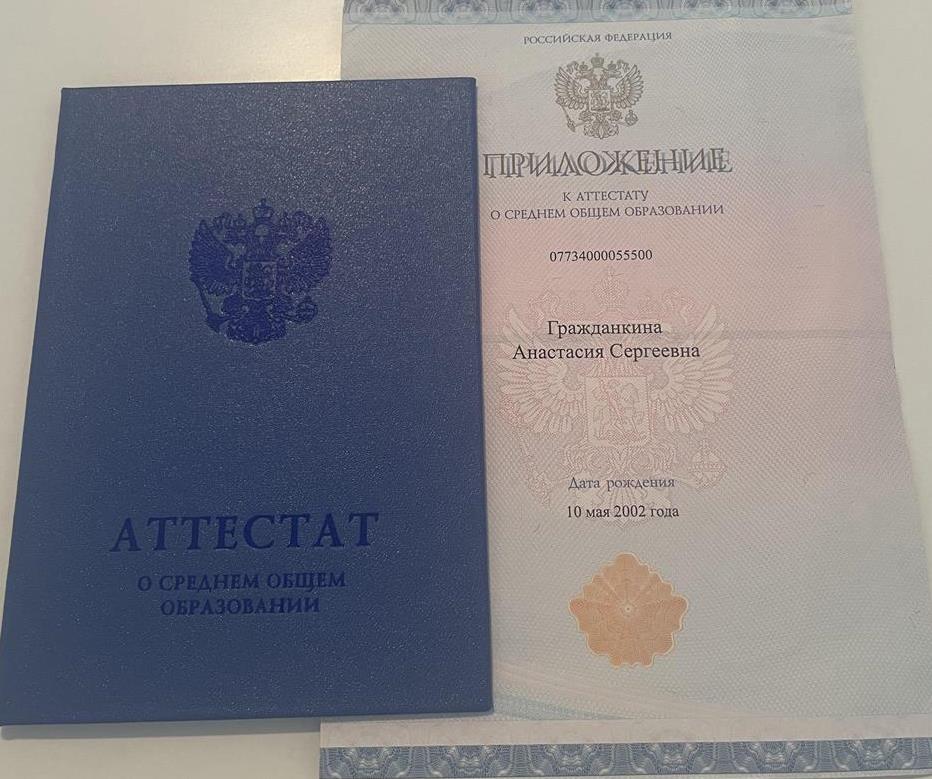 АТТЕСТАТ
О СРЕДНЕМ ОБЩЕМ
ОБРАЗОВАНИИ
РОССИЙСКАЯ ФЕДЕРАЦИЯ
ПРИЛОЖЕНИЕ
К АТТЕСТАТУ
О СРЕДНЕМ ОБЩЕМ ОБРАЗОВАНИИ
07734000055500
Гражданкина
Анастасия Сергеевна
Дата рождения
10 мая 2002 года